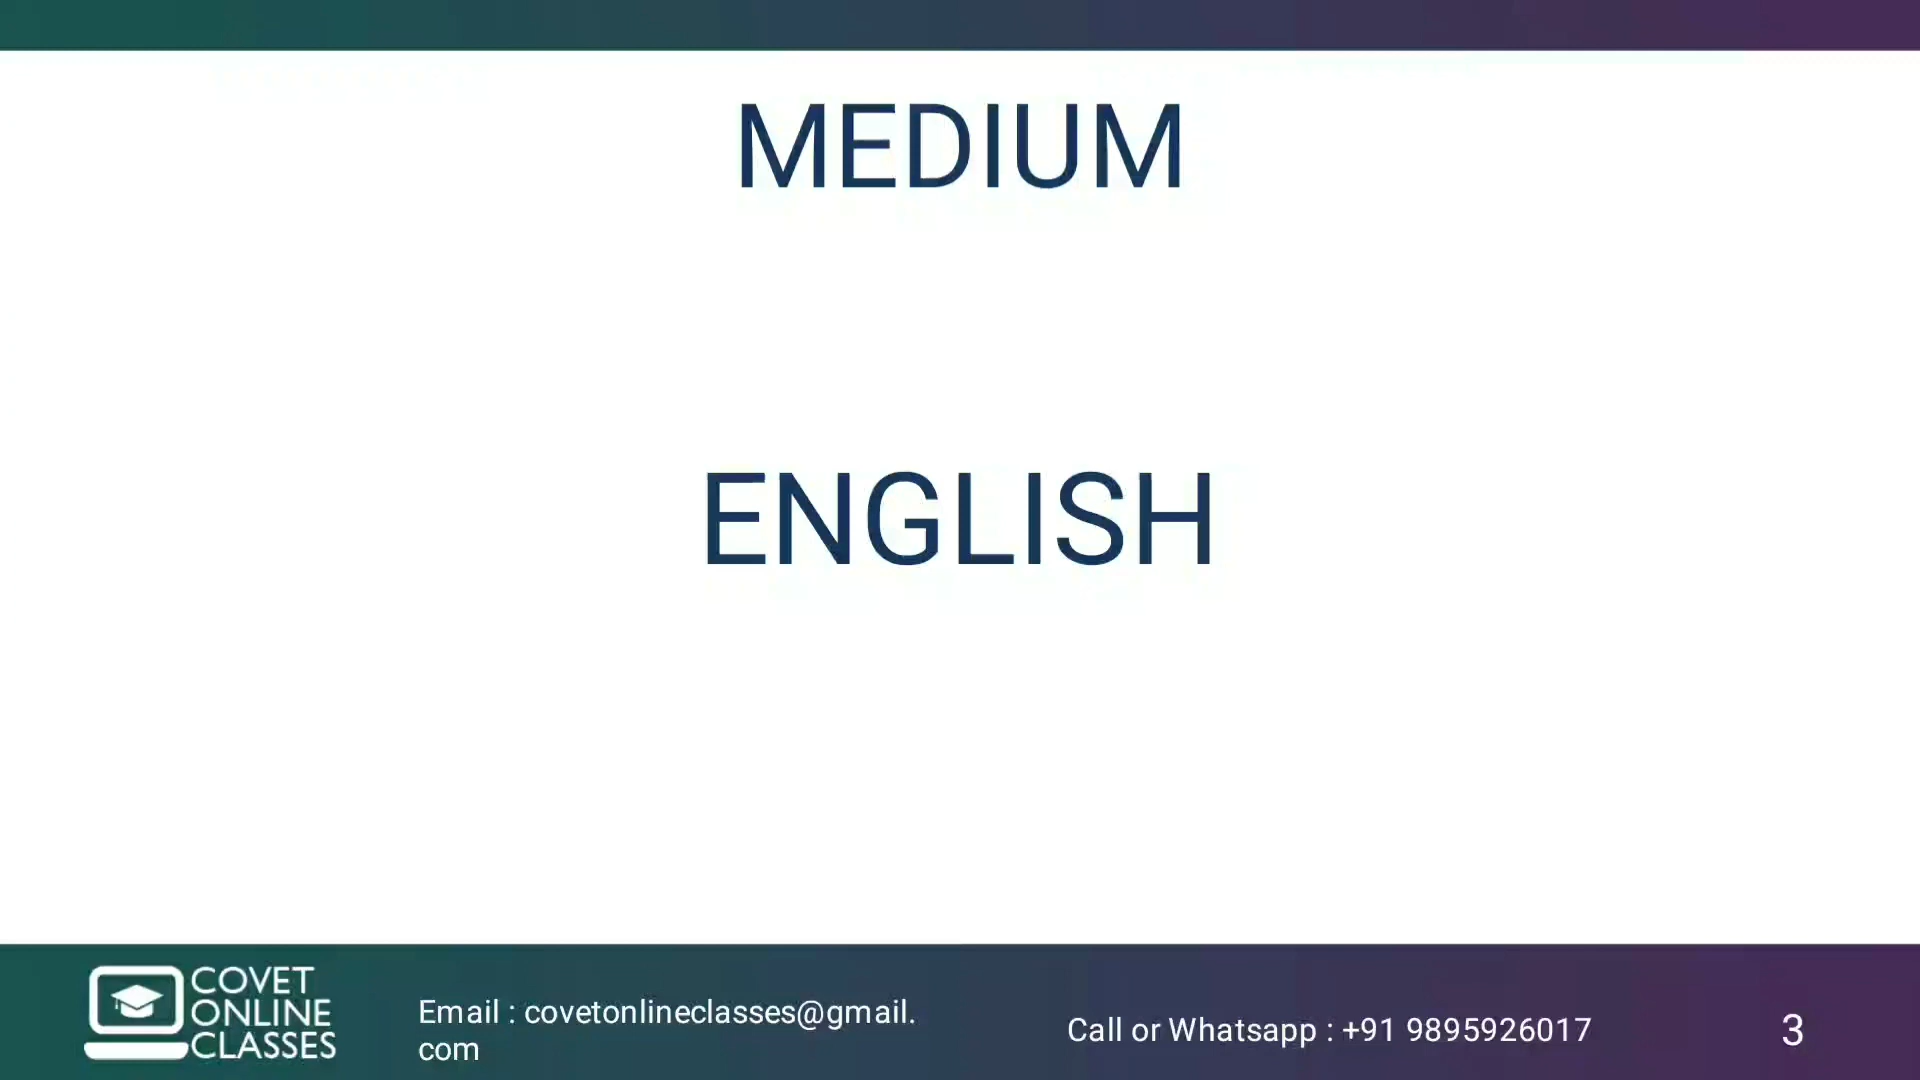 MEDIUM
ENGLISH
COVET
ONLINE
CLASSES
Email : covetonlineclasses@gmail.
com
Call or Whatsapp : +91 9895926017
3